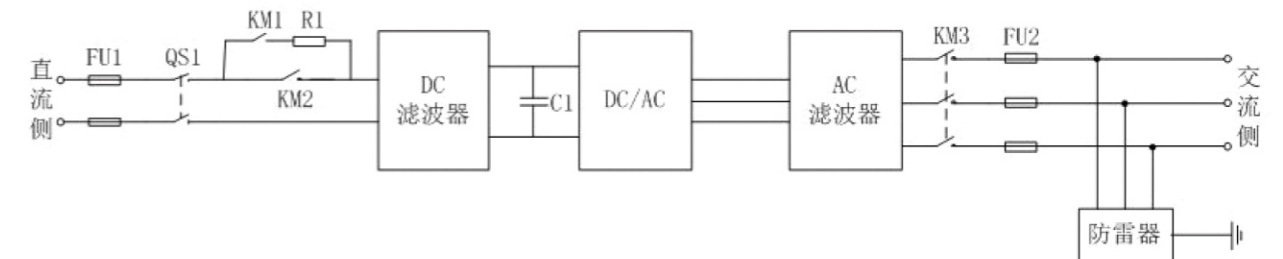 KM1
R1
FU1
QS1
直流侧
KM2
DC
滤波器
C1
DC/AC
AC
滤波器
KM3
FU2
交流侧
防雷器